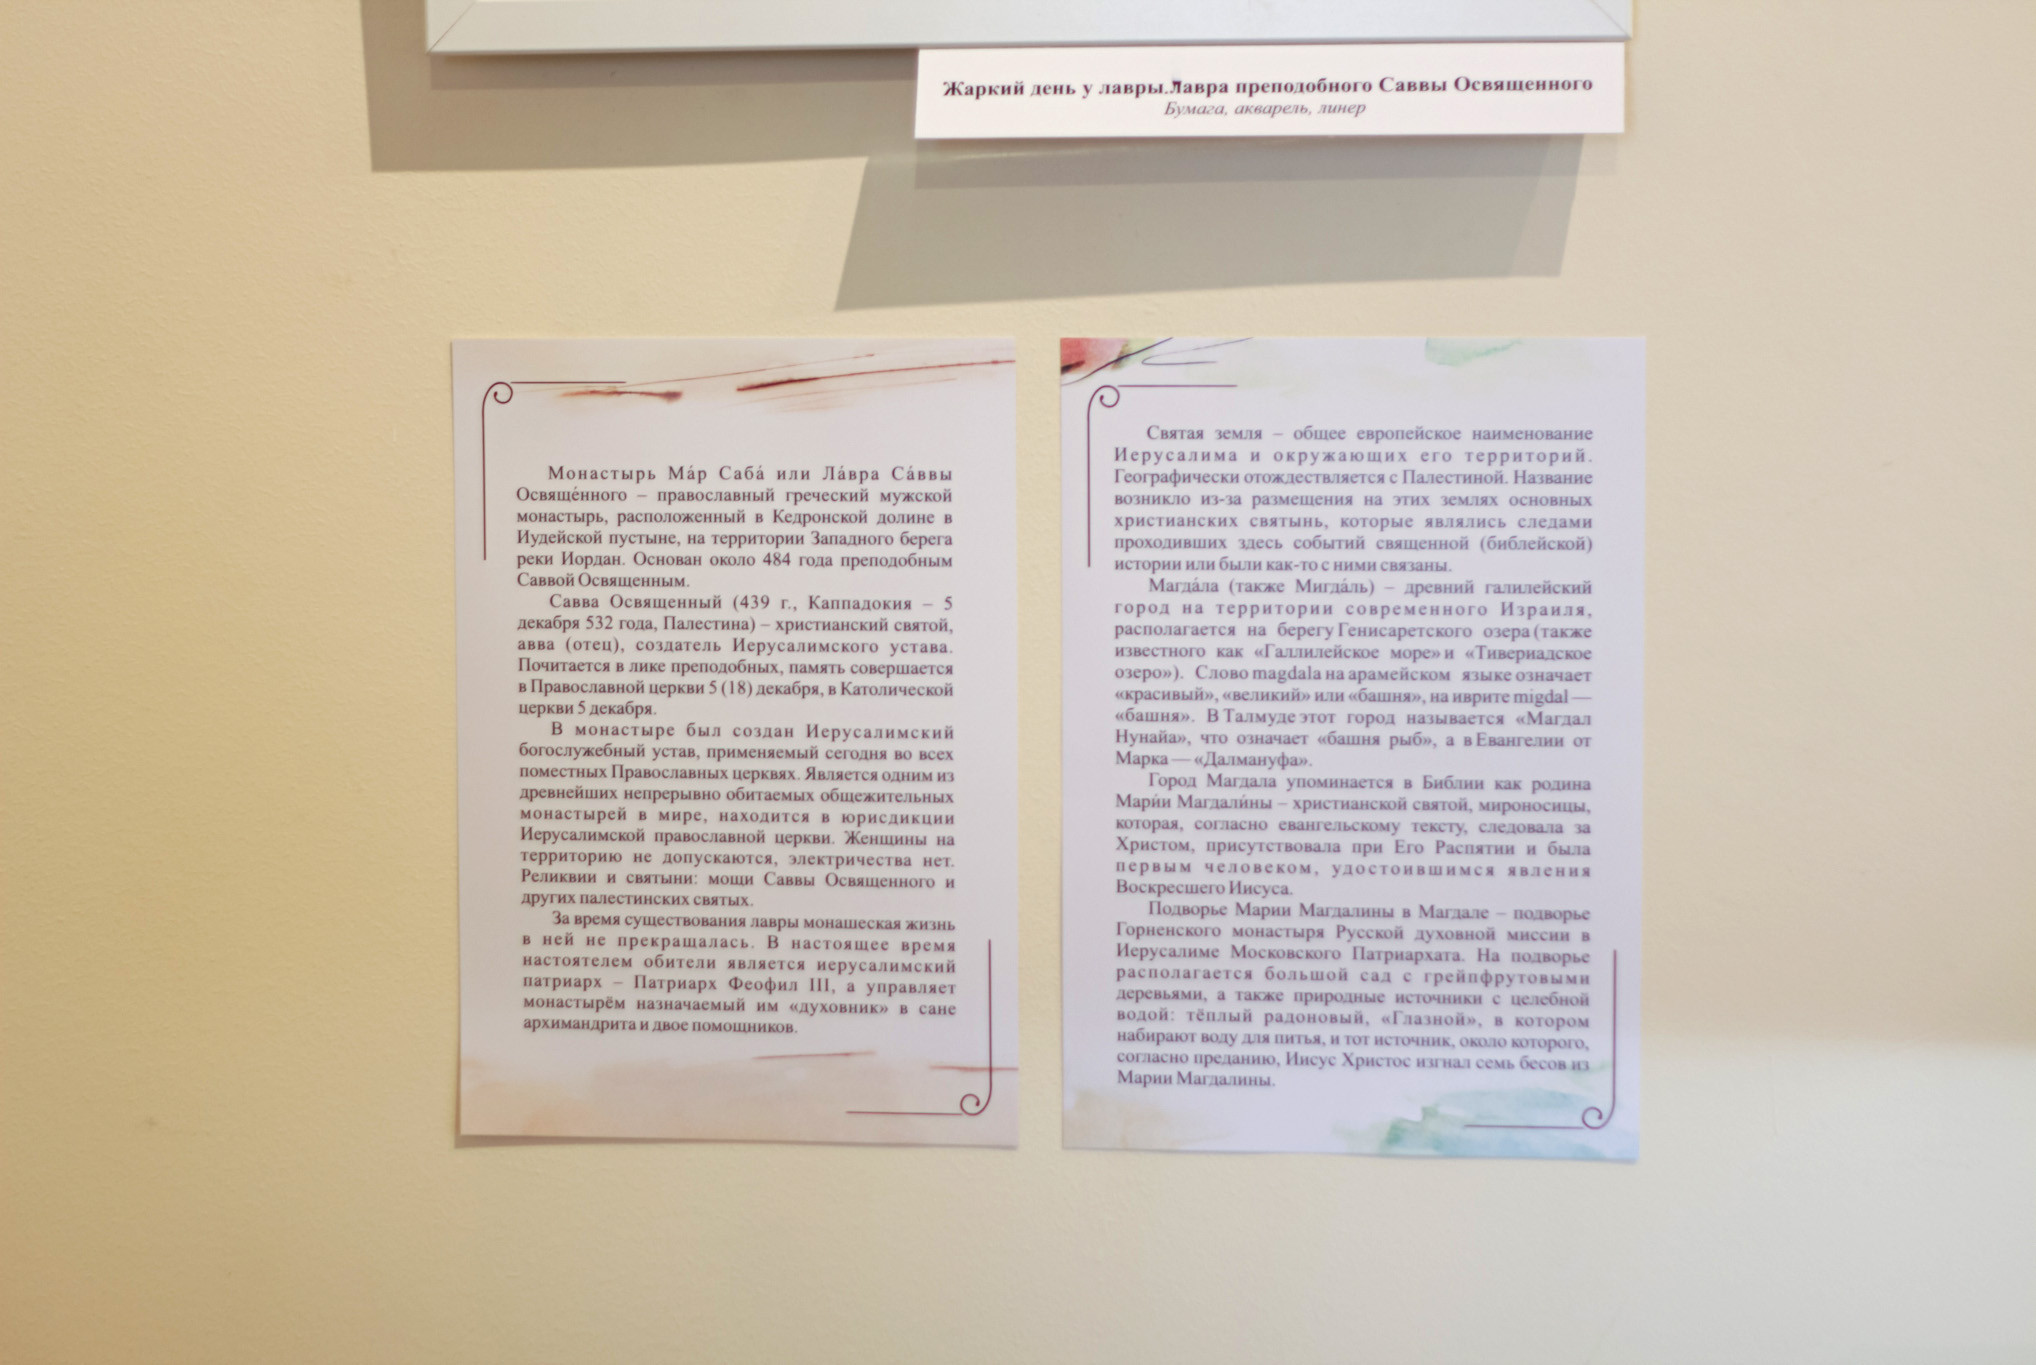 Жаркий день у лавры.Лавра преподобного Саввы Освященного
Бумага, акварель, линер
Монастырь Ма́р Саба́ или Ла́вра Са́ввы
Освяще́нного – православный греческий мужской
монастырь, расположенный в Кедронской долине в
Иудейской пустыне, на территории Западного берега
реки Иордан. Основан около 484 года преподобным
Саввой Освященным.
Савва Освященный (439 г., Каппадокия – 5
декабря 532 года, Палестина) – христианский святой,
авва (отец), создатель Иерусалимского устава.
Почитается в лике преподобных, память совершается
в Православной церкви 5 (18) декабря, в Католической
церкви 5 декабря.
В монастыре был создан Иерусалимский
богослужебный устав, применяемый сегодня во всех
поместных Православных церквях. Является одним из
древнейших непрерывно обитаемых общежительных
монастырей в мире, находится в юрисдикции
Иерусалимской православной церкви. Женщины на
территорию не допускаются, электричества нет.
Реликвии и святыни: мощи Саввы Освященного и
других палестинских святых.
За время существования лавры монашеская жизнь
в ней не прекращалась. В настоящее время
настоятелем обители является иерусалимский
патриарх – Патриарх Феофил III, а управляет
монастырём назначаемый им «духовник» в сане
архимандрита и двое помощников.
Святая земля – общее европейское наименование
Иерусалима и окружающих его территорий.
Географически отождествляется с Палестиной. Название
возникло из-за размещения на этих землях основных
христианских святынь, которые являлись следами
проходивших здесь событий священной (библейской)
истории или были как-то с ними связаны.
Магда́ла (также Мигда́ль) – древний галилейский
город на территории современного Израиля,
располагается на берегу Генисаретского озера (также
известного как «Галлилейское море» и «Тивериадское
озеро»). Слово magdala на арамейском языке означает
«красивый», «великий» или «башня», на иврите migdal —
«башня». В Талмуде этот город называется «Магдал
Нунайа», что означает «башня рыб», а в Евангелии от
Марка — «Далмануфа».
Город Магдала упоминается в Библии как родина
Мари́и Магдали́ны – христианской святой, мироносицы,
которая, согласно евангельскому тексту, следовала за
Христом, присутствовала при Его Распятии и была
первым человеком, удостоившимся явления
Воскресшего Иисуса.
Подворье Марии Магдалины в Магдале – подворье
Горненского монастыря Русской духовной миссии в
Иерусалиме Московского Патриархата. На подворье
располагается большой сад с грейпфрутовыми
деревьями, а также природные источники с целебной
водой: тёплый радоновый, «Глазной», в котором
набирают воду для питья, и тот источник, около которого,
согласно преданию, Иисус Христос изгнал семь бесов из
Марии Магдалины.